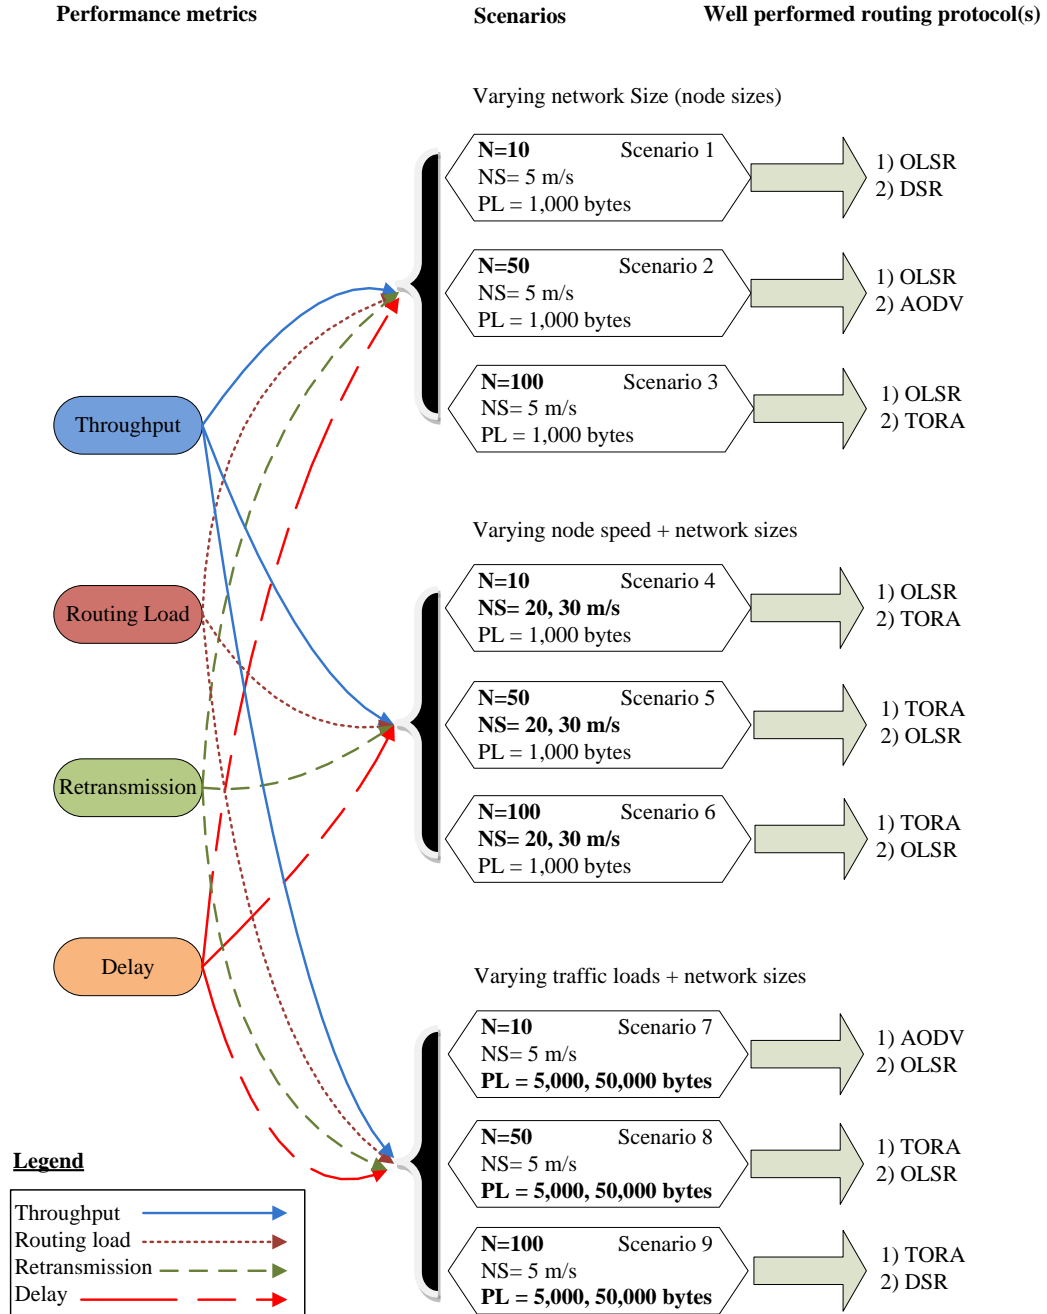 Performance metrics
Scenarios
Well performed routing protocol(s)
Varying network Size (node sizes)
N=10 Scenario 1
NS= 5 m/s
PL = 1,000 bytes
1) OLSR
2) DSR
N=50 Scenario 2
NS= 5 m/s
PL = 1,000 bytes
1) OLSR
2) AODV
N=100 Scenario 3
NS= 5 m/s
PL = 1,000 bytes
1) OLSR
2) TORA
Throughput
Routing Load
Retransmission
Delay
Varying node speed + network sizes
N=10 Scenario 4
NS= 20, 30 m/s
PL = 1,000 bytes
1) OLSR
2) TORA
N=50 Scenario 5
NS= 20, 30 m/s
PL = 1,000 bytes
1) TORA
2) OLSR
N=100 Scenario 6
NS= 20, 30 m/s
PL = 1,000 bytes
1) TORA
2) OLSR
Varying traffic loads + network sizes
N=10 Scenario 7
NS= 5 m/s
PL = 5,000, 50,000 bytes
1) AODV
2) OLSR
N=50 Scenario 8
NS= 5 m/s
PL = 5,000, 50,000 bytes
1) TORA
2) OLSR
N=100 Scenario 9
NS= 5 m/s
PL = 5,000, 50,000 bytes
1) TORA
2) DSR
Legend
Throughput
Routing load
Retransmission
Delay